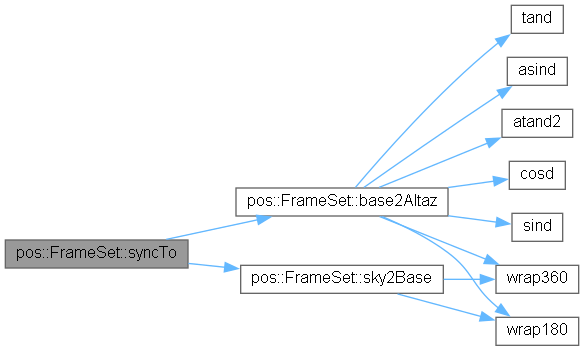 tand
asind
atand2
cosd
pos::FrameSet::base2Altaz
sind
pos::FrameSet::syncTo
pos::FrameSet::sky2Base
wrap360
wrap180